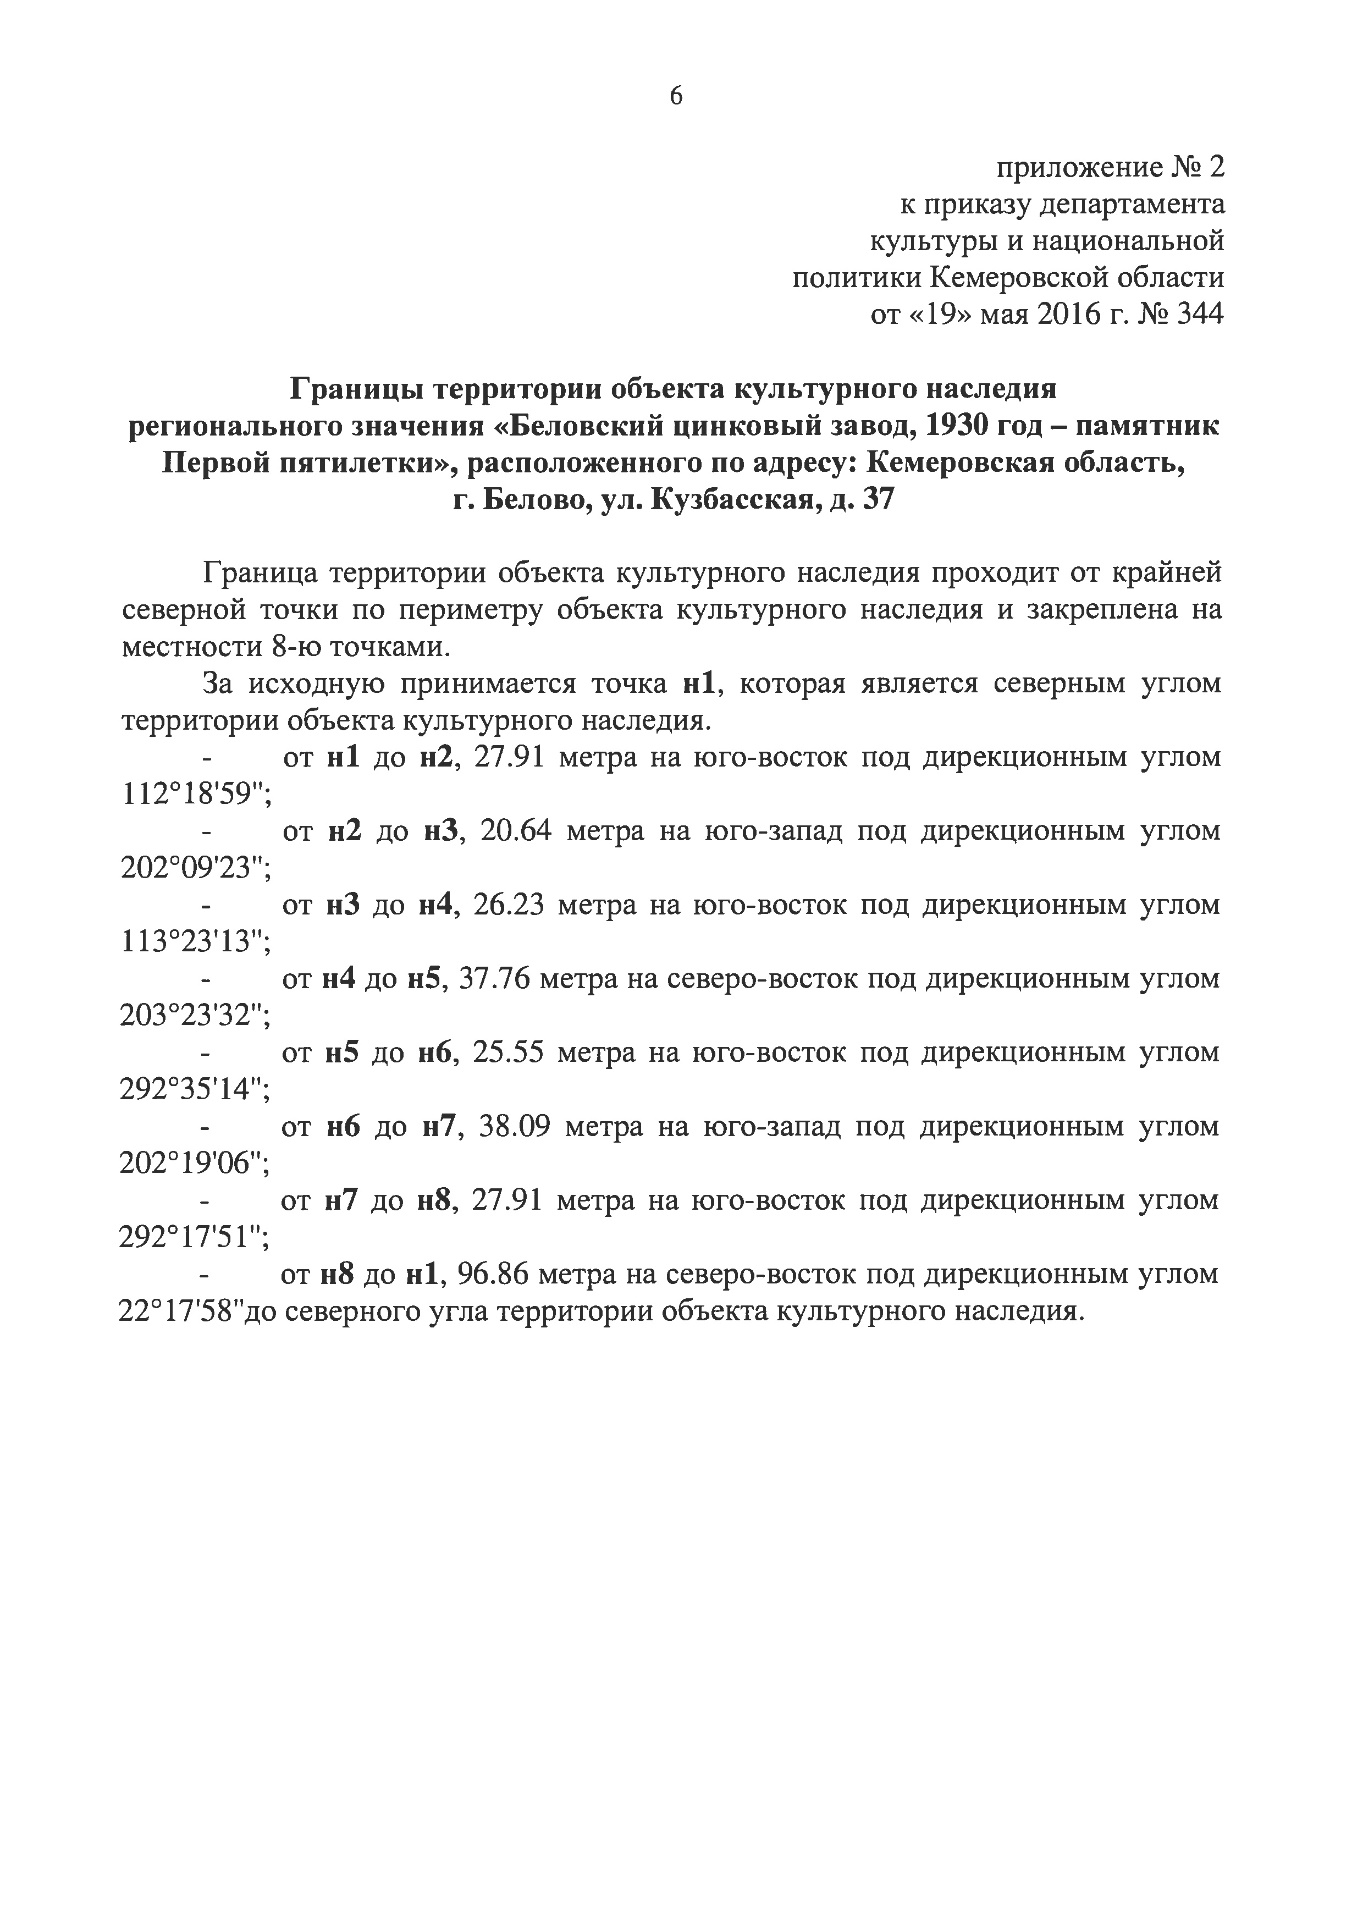 6
приложение № 2
к приказу департамента
культуры и национальной
политики Кемеровской области
от «19» мая 2016 г. № 344
Границы территории объекта культурного наследия
регионального значения «Беловский цинковый завод, 1930 год – памятник
Первой пятилетки», расположенного по адресу: Кемеровская область,
г. Белово, ул. Кузбасская, д. 37
Граница территории объекта культурного наследия проходит от крайней
северной точки по периметру объекта культурного наследия и закреплена на
местности 8-ю точками.
За исходную принимается точка н1, которая является северным углом
территории объекта культурного наследия.
- от н1 до н2, 27.91 метра на юго-восток под дирекционным углом
112°18'59";
- от н2 до н3, 20.64 метра на юго-запад под дирекционным углом
202°09'23";
- от н3 до н4, 26.23 метра на юго-восток под дирекционным углом
113°23'13";
- от н4 до н5, 37.76 метра на северо-восток под дирекционным углом
203°23'32";
- от н5 до н6, 25.55 метра на юго-восток под дирекционным углом
292°35'14";
- от н6 до н7, 38.09 метра на юго-запад под дирекционным углом
202°19'06";
- от н7 до н8, 27.91 метра на юго-восток под дирекционным углом
292°17'51";
- от н8 до н1, 96.86 метра на северо-восток под дирекционным углом
22°17'58"до северного угла территории объекта культурного наследия.